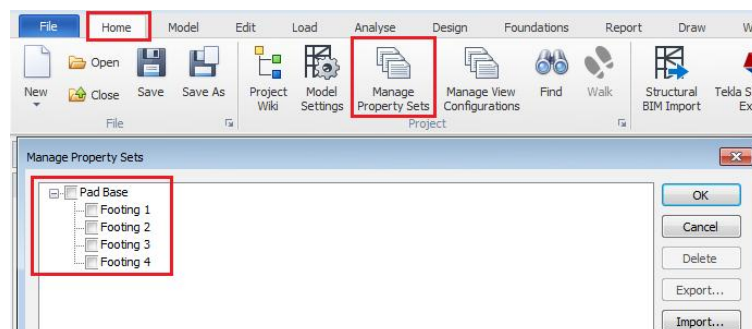 File Home Model Edit Load Analyse Design Foundations Report Draw
New
Open
Close
Save
Save As
File
Project
Wiki
Model
Settings
Manage
Property Sets
Manage View
Configurations
Find
Walk
Project
Structural
BIM Import
Tekla
Manage Property Sets
Pad Base
Footing 1
Footing 2
Footing 3
Footing 4
OK
Cancel
Delete
Export...
Import...